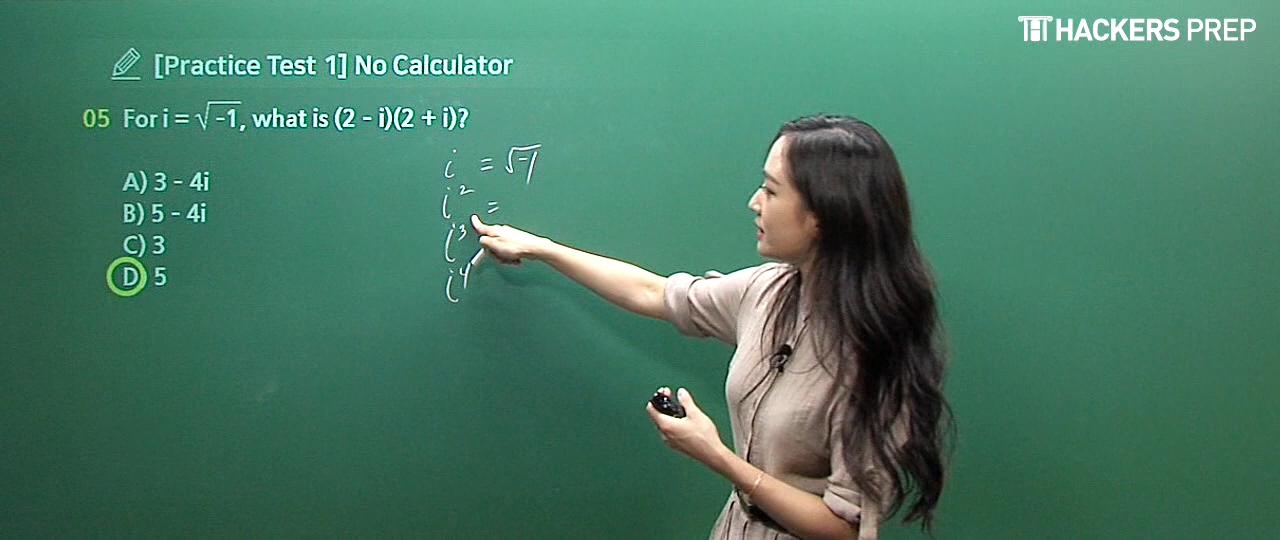 HACKERS PREP
[Practice Test 1] No Calculator
05 For i = √-1, what is (2 - i)(2 + i)?
A) 3 - 4i
B) 5 - 4i
C) 3
D) 5
i = √-1
i² =
i³
i⁴